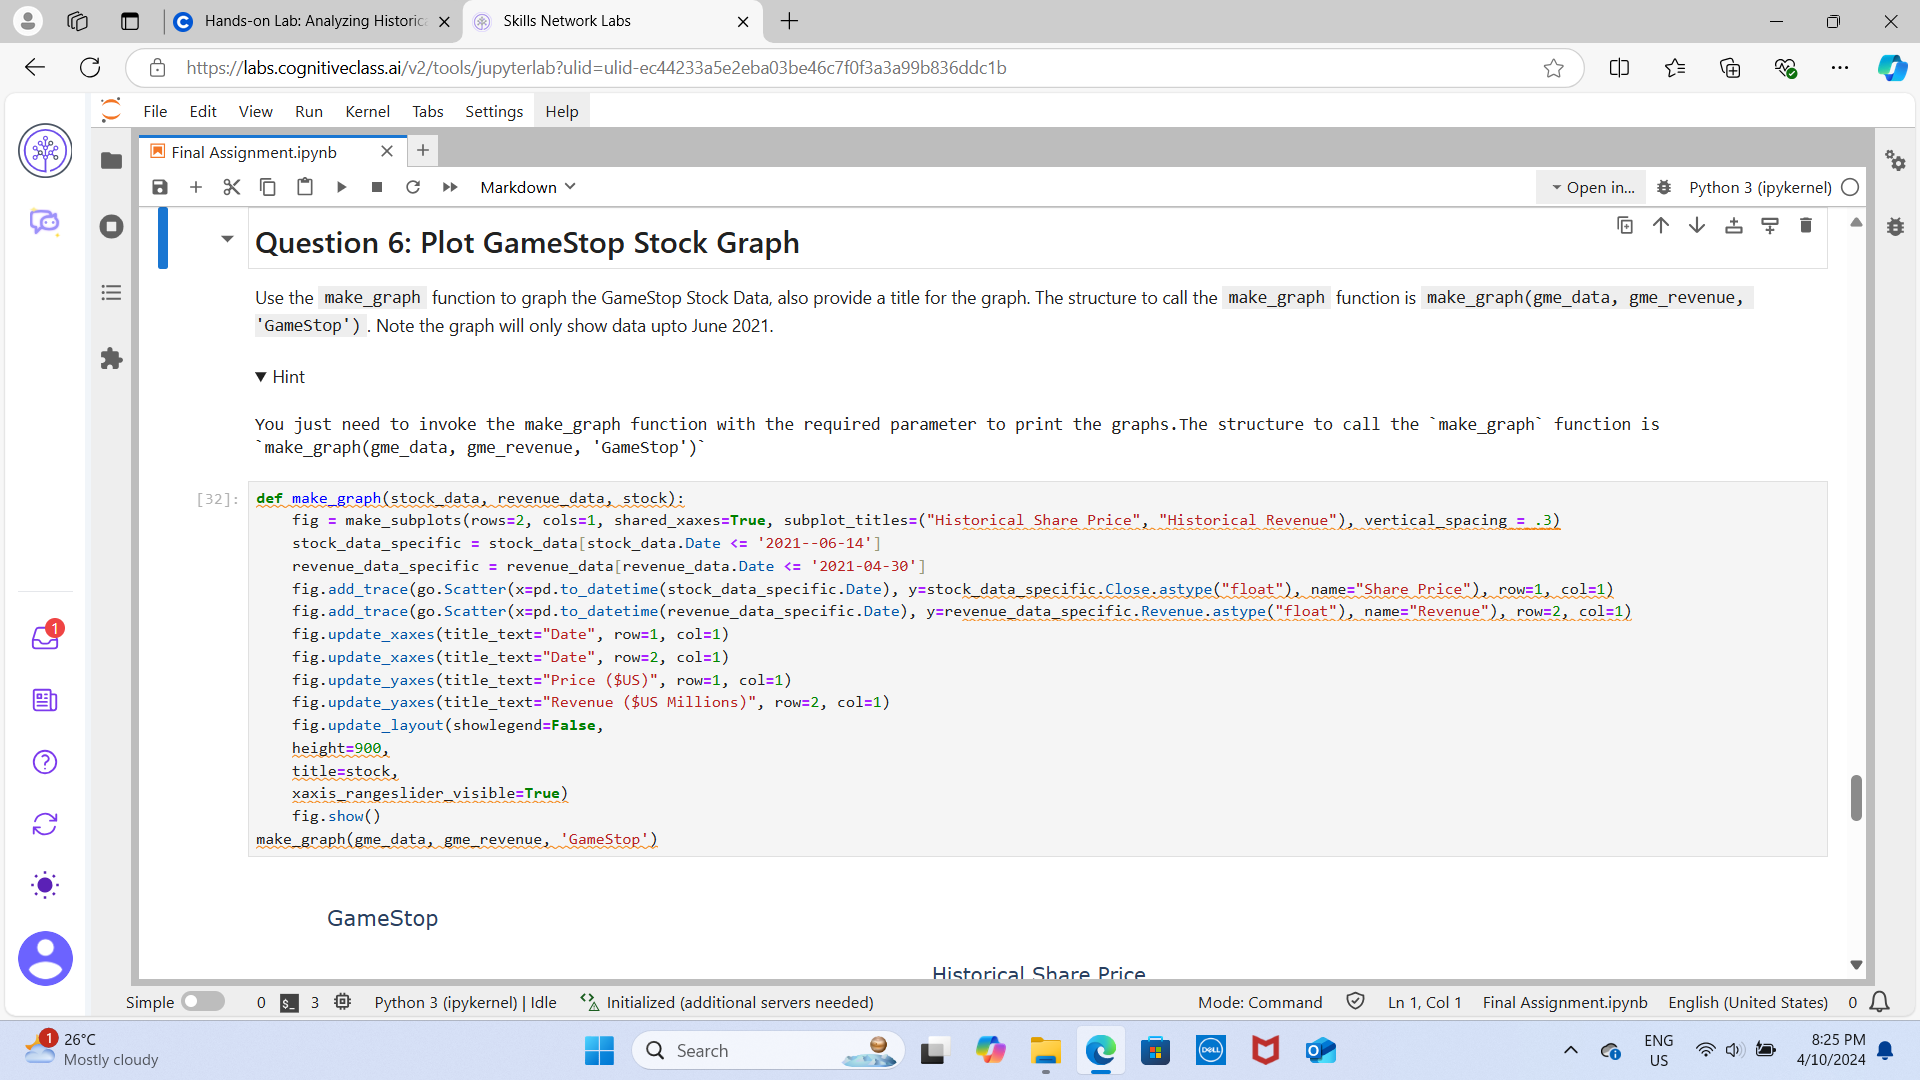 Hands-on Lab: Analyzing Historica
Skills Network Labs
https://labs.cognitiveclass.ai/v2/tools/jupyterlab?ulid=ulid-ec44233a5e2eba03be46c7f0f3a3a99b836ddc1b
File Edit View Run Kernel Tabs Settings Help
Final Assignment.ipynb
Markdown
Open in...
Python 3 (ipykernel)
Question 6: Plot GameStop Stock Graph
Use the make_graph function to graph the GameStop Stock Data, also provide a title for the graph. The structure to call the make_graph function is make_graph(gme_data, gme_revenue,
'GameStop') . Note the graph will only show data upto June 2021.
Hint
You just need to invoke the make_graph function with the required parameter to print the graphs.The structure to call the `make_graph` function is
`make_graph(gme_data, gme_revenue, 'GameStop')`
[32]:
def make_graph(stock_data, revenue_data, stock):
    fig = make_subplots(rows=2, cols=1, shared_xaxes=True, subplot_titles=("Historical Share Price", "Historical Revenue"), vertical_spacing = .3)
    stock_data_specific = stock_data[stock_data.Date <= '2021--06-14']
    revenue_data_specific = revenue_data[revenue_data.Date <= '2021-04-30']
    fig.add_trace(go.Scatter(x=pd.to_datetime(stock_data_specific.Date), y=stock_data_specific.Close.astype("float"), name="Share Price"), row=1, col=1)
    fig.add_trace(go.Scatter(x=pd.to_datetime(revenue_data_specific.Date), y=revenue_data_specific.Revenue.astype("float"), name="Revenue"), row=2, col=1)
    fig.update_xaxes(title_text="Date", row=1, col=1)
    fig.update_xaxes(title_text="Date", row=2, col=1)
    fig.update_yaxes(title_text="Price ($US)", row=1, col=1)
    fig.update_yaxes(title_text="Revenue ($US Millions)", row=2, col=1)
    fig.update_layout(showlegend=False,
    height=900,
    title=stock,
    xaxis_rangeslider_visible=True)
    fig.show()
make_graph(gme_data, gme_revenue, 'GameStop')
GameStop
Historical Share Price
1
Simple 0 3 Python 3 (ipykernel) | Idle Initialized (additional servers needed) Mode: Command Ln 1, Col 1 Final Assignment.ipynb English (United States) 0
1
26°C
Mostly cloudy
Search
DELL
ENG
US
8:25 PM
4/10/2024